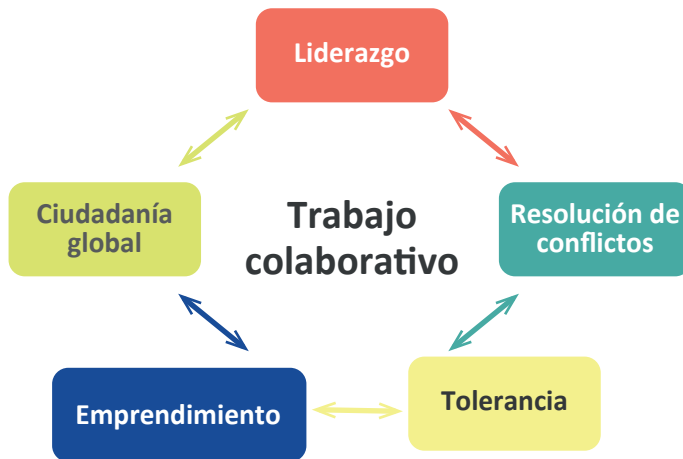 Liderazgo
Ciudadanía
global
Trabajo
colaborativo
Resolución de
conflictos
Emprendimiento
Tolerancia